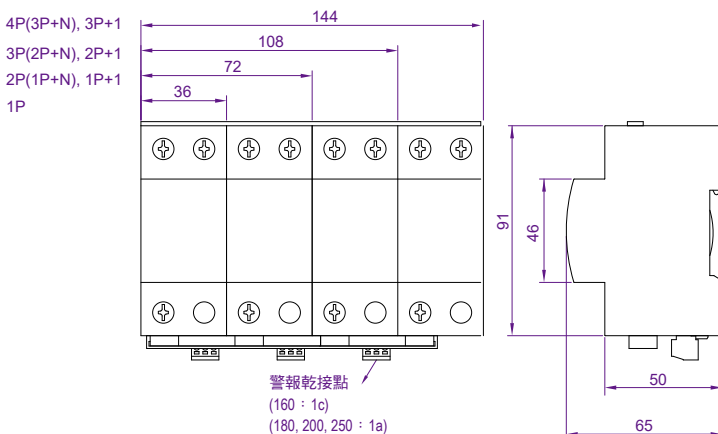 4P(3P+N), 3P+1
144
3P(2P+N), 2P+1
108
2P(1P+N), 1P+1
72
1P
36
91
46
警報乾接點
(160：1c)
(180, 200, 250：1a)
50
65